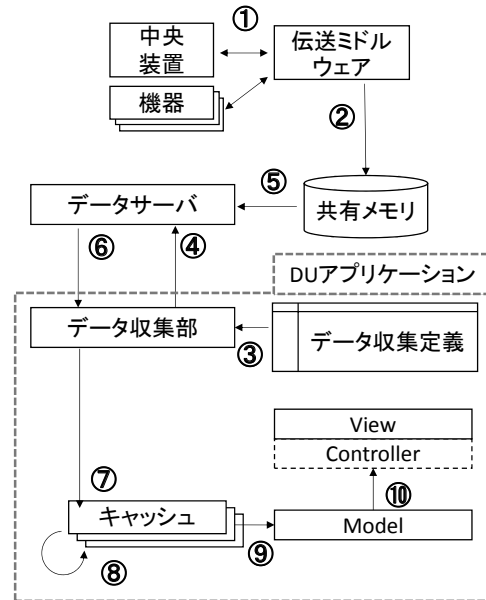 ①
中央
装置
伝送ミドル
ウェア
機器
②
⑤
データサーバ
共有メモリ
⑥
④
DUアプリケーション
データ収集部
③
データ収集定義
View
Controller
⑦
⑩
キャッシュ
Model
⑨
⑧